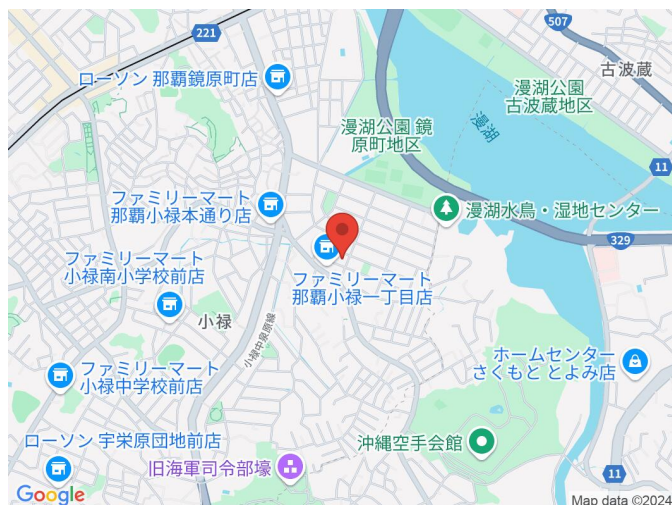 507
221
古波蔵
ローソン 那覇鏡原町店
漫湖公園
古波蔵地区
漫湖公園 鏡
原町地区
漫湖
11
ファミリーマート
那覇小禄本通り店
漫湖水鳥・湿地センター
329
ファミリーマート
小禄南小学校前店
ファミリーマート
那覇小禄一丁目店
小禄
小禄中泉原線
ファミリーマート
小禄中学校前店
ホームセンター
さくもと とよみ店
沖縄空手会館
ローソン 宇栄原団地前店
旧海軍司令部壕
11
Google
Map data ©2024